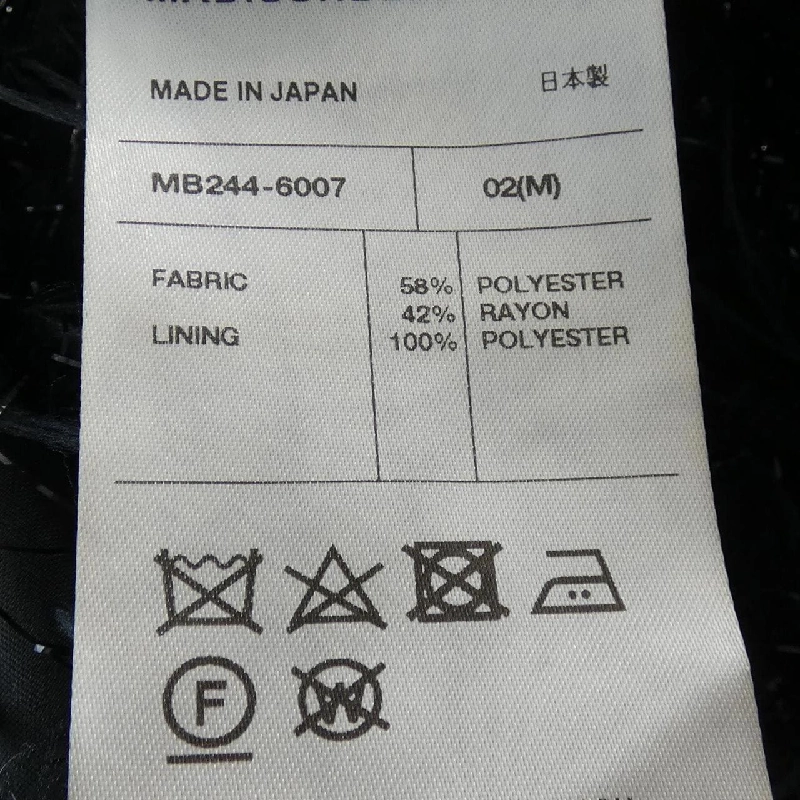 MADE IN JAPAN 日本製
MB244-6007 02(M)
FABRIC 58% POLYESTER
42% RAYON
LINING 100% POLYESTER
F W